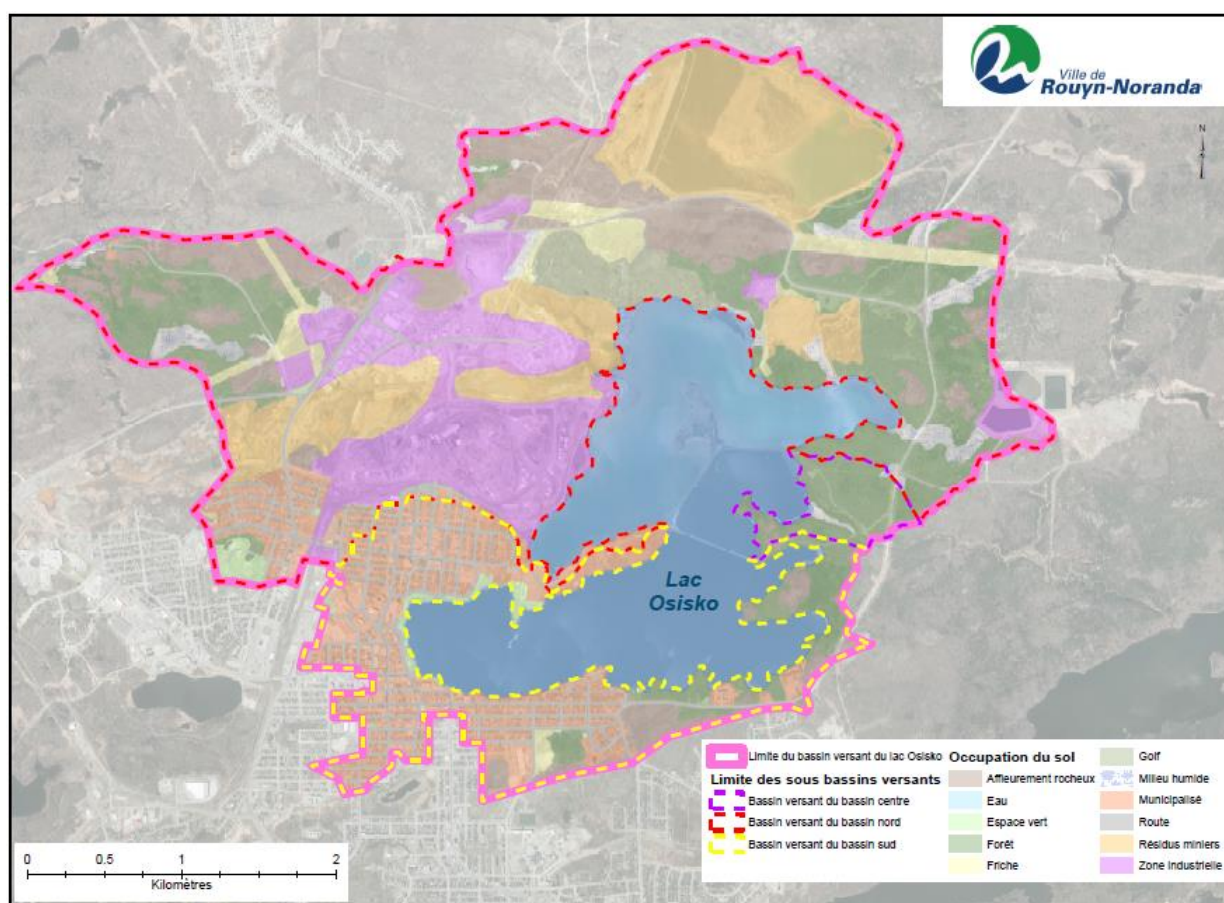 Ville de
Rouyn-Noranda
N
Lac
Osisko
Limite du bassin versant du lac Osisko
Limite des sous bassins versants
Bassin versant du bassin centre
Bassin versant du bassin nord
Bassin versant du bassin sud
Occupation du sol
Affleurement rocheux
Eau
Espace vert
Forêt
Friche
Golf
Milieu humide
Municipalisé
Route
Résidus miniers
Zone industrielle
0 0.5 1 2
Kilomètres